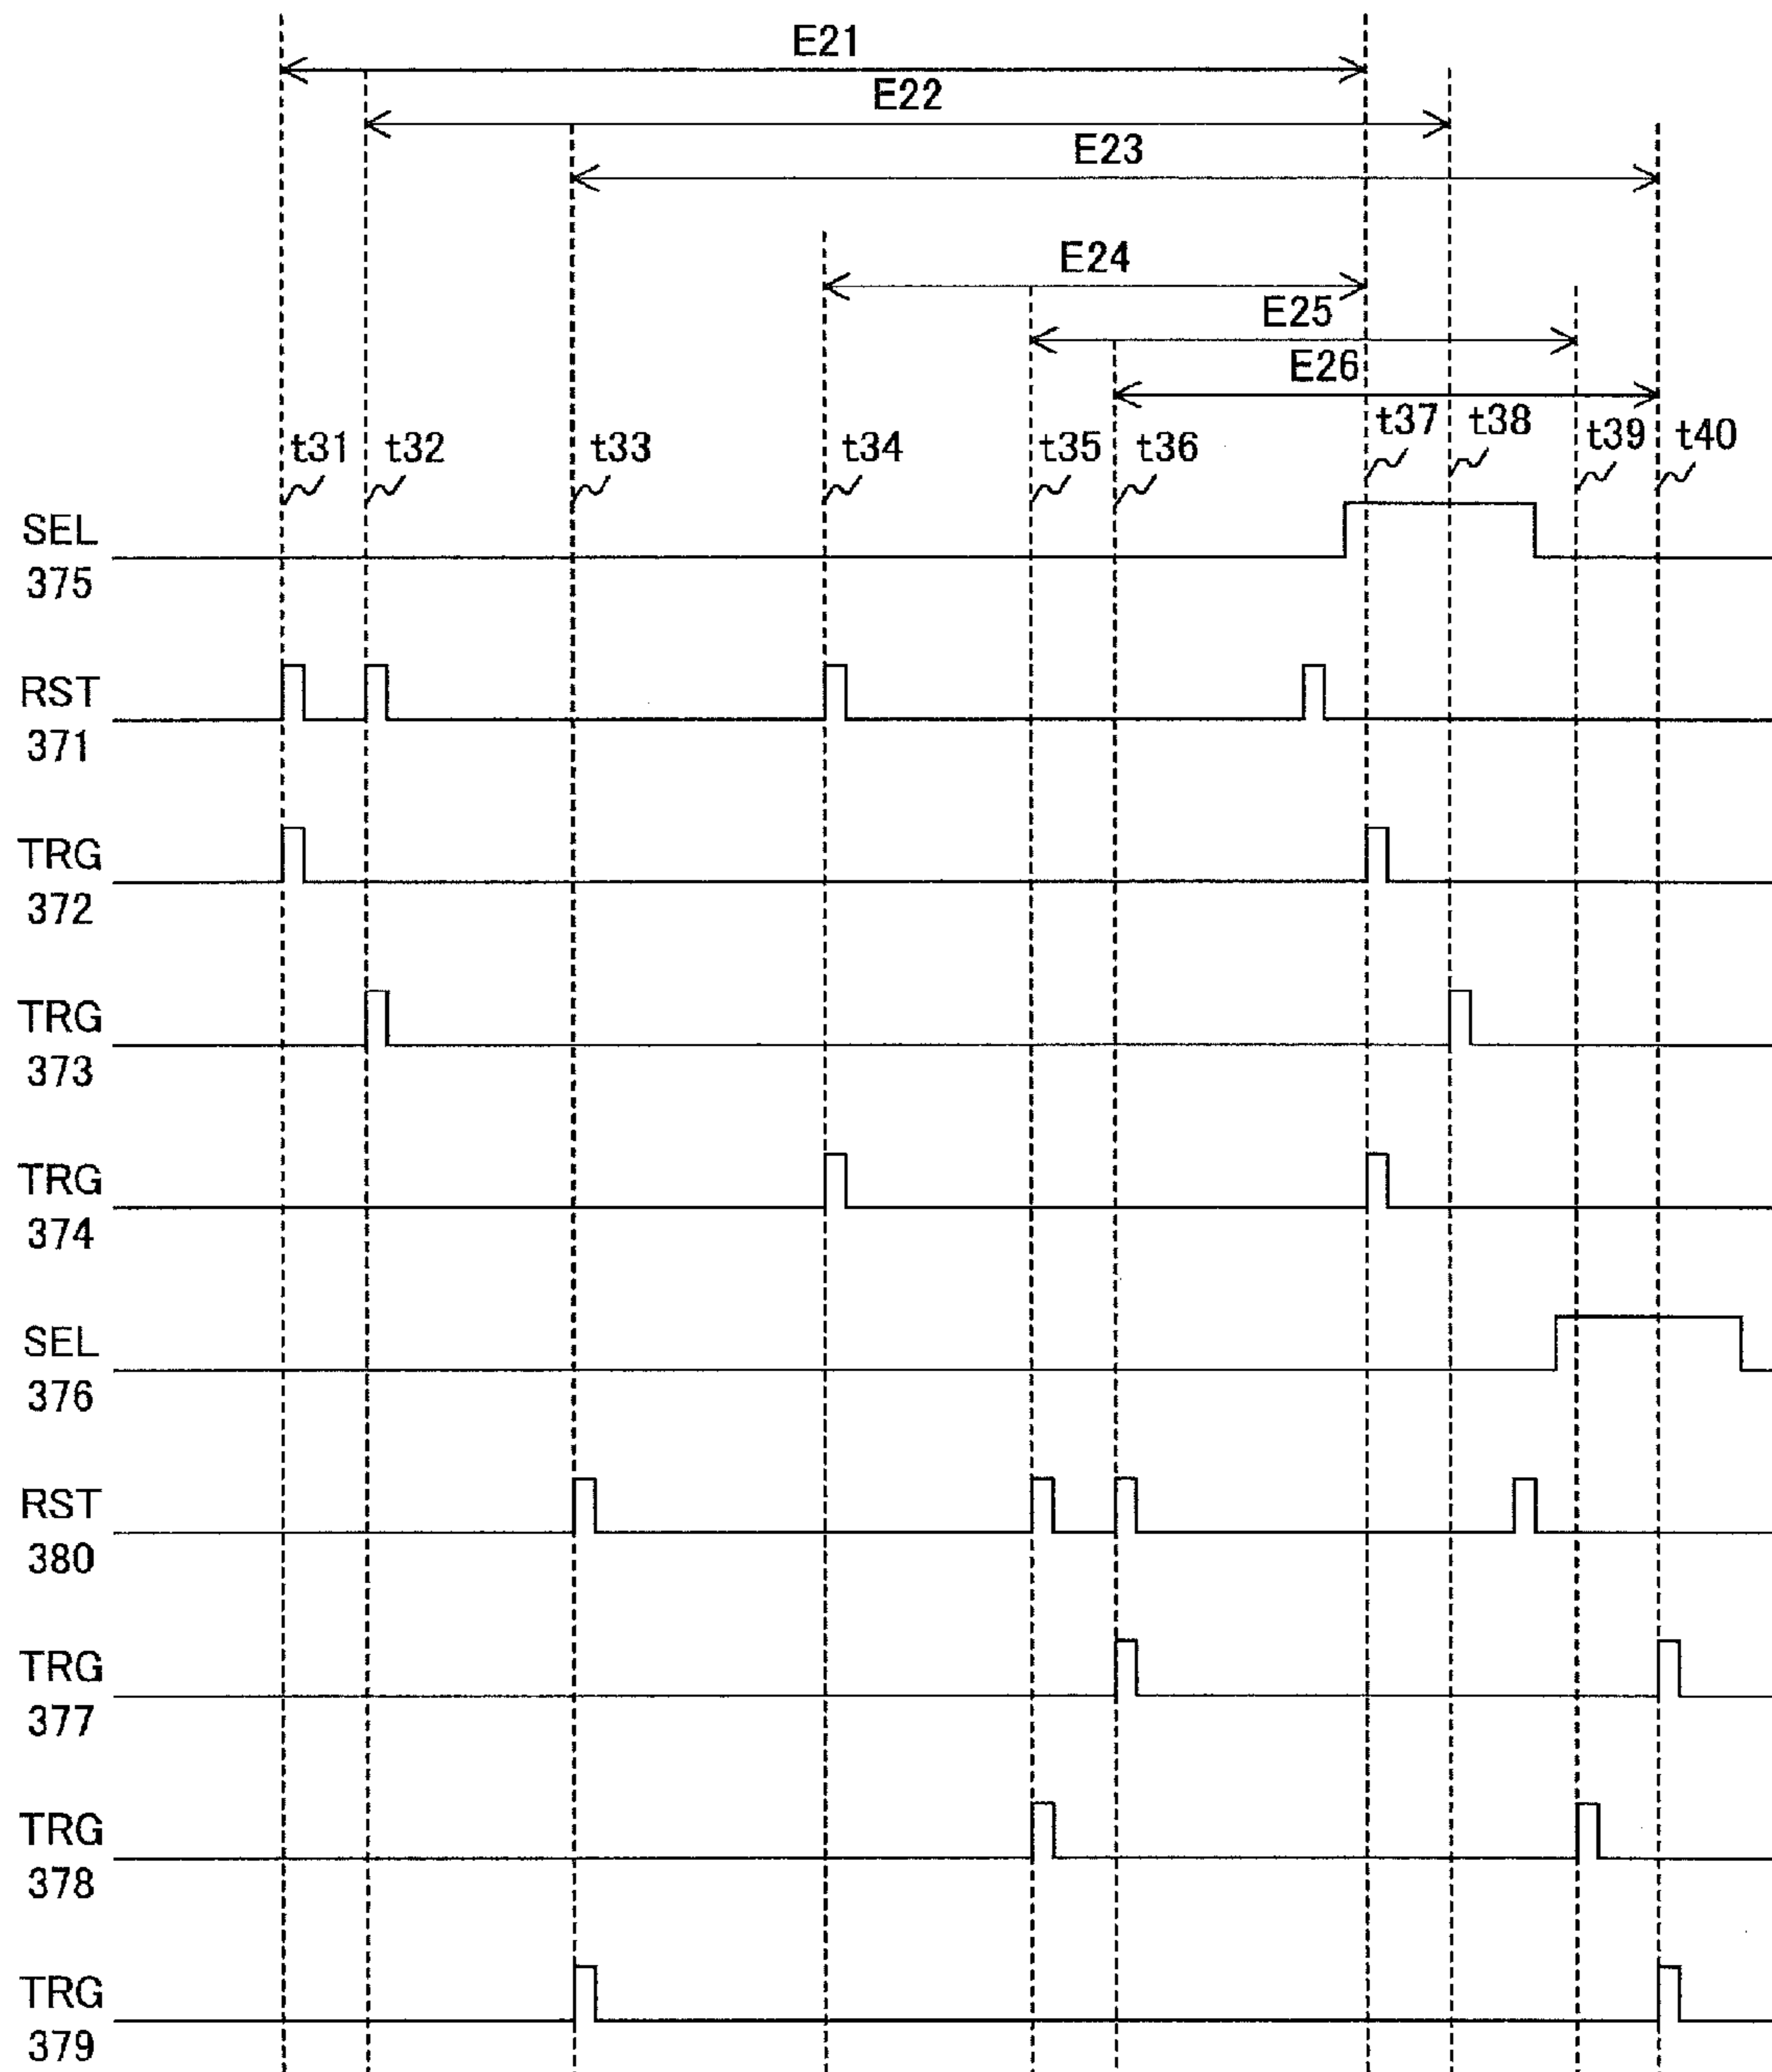 E21
E22
E23
E24
E25
E26
t31 t32 t33 t34 t35 t36 t37 t38 t39 t40
SEL
375
RST
371
TRG
372
TRG
373
TRG
374
SEL
376
RST
380
TRG
377
TRG
378
TRG
379